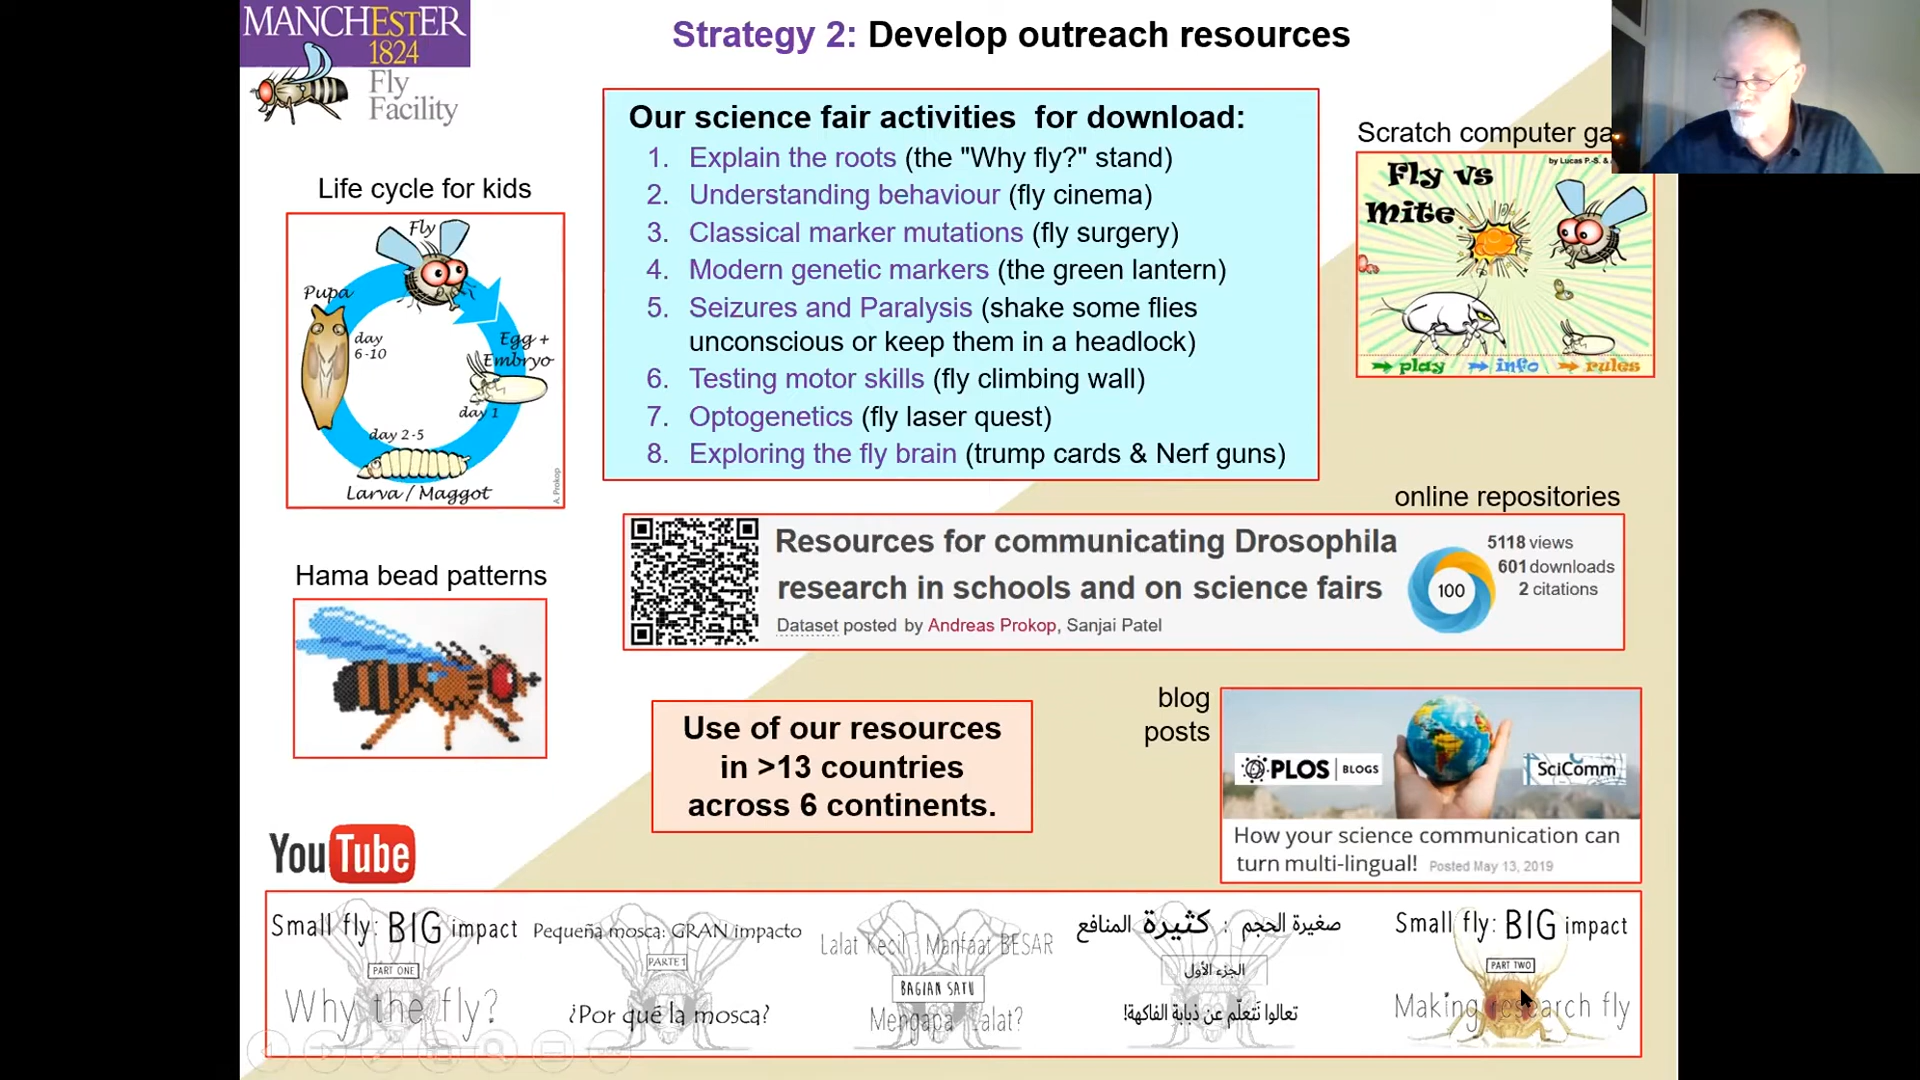 MANCHEstER
1824
Fly
Facility
Strategy 2: Develop outreach resources
Life cycle for kids
Fly
Pupa
day
6-10
Egg +
Embryo
day 1
day 2-5
Larva / Maggot
A. Prokop
Our science fair activities for download:
1. Explain the roots (the "Why fly?" stand)
2. Understanding behaviour (fly cinema)
3. Classical marker mutations (fly surgery)
4. Modern genetic markers (the green lantern)
5. Seizures and Paralysis (shake some flies
unconscious or keep them in a headlock)
6. Testing motor skills (fly climbing wall)
7. Optogenetics (fly laser quest)
8. Exploring the fly brain (trump cards & Nerf guns)
Scratch computer ga
by Lucas P.-S. &
Fly vs
Mite
play info rules
online repositories
Resources for communicating Drosophila
research in schools and on science fairs
Dataset posted by Andreas Prokop, Sanjai Patel
100
5118 views
601 downloads
2 citations
Hama bead patterns
Use of our resources
in >13 countries
across 6 continents.
blog
posts
PLOS BLOGS
SciComm
How your science communication can
turn multi-lingual! Posted May 13, 2019
YouTube
Small fly: BIG impact
PART ONE
Why the fly?
Pequeña mosca: GRAN impacto
PARTE 1
¿Por qué la mosca?
Lalat Kecil : Manfaat BESAR
BAGIAN SATU
Mengapa Lalat?
صغيرة الحجم : كثيرة المنافع
الجزء الأول
تعالوا نتعلّم عن ذبابة الفاكهة!
Small fly: BIG impact
PART TWO
Making research fly